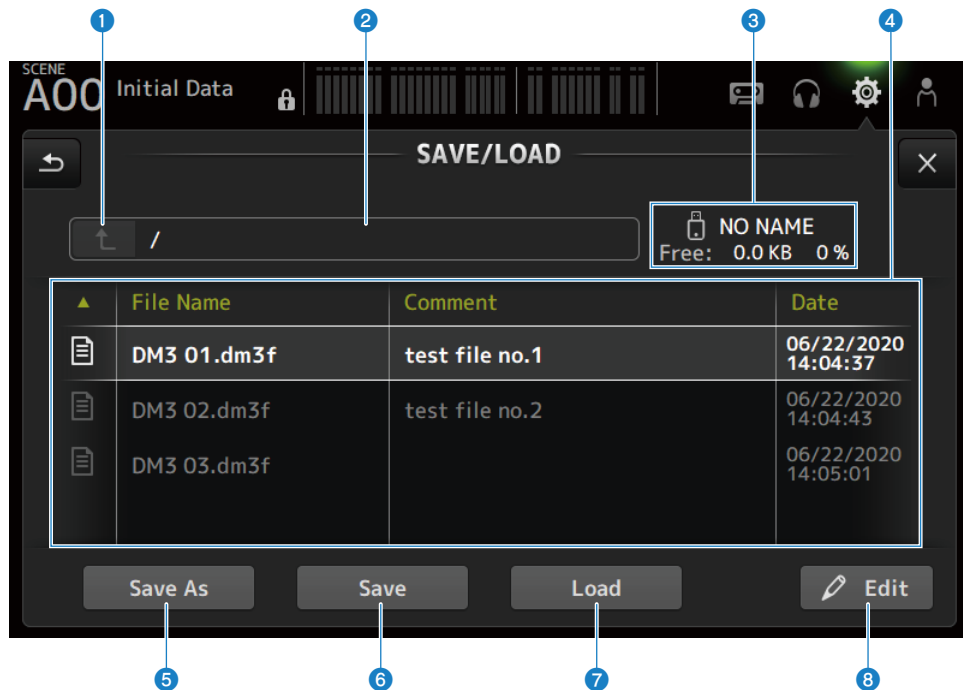 1 2 3 4
SCENE
A00 Initial Data
SAVE/LOAD
/
NO NAME
Free: 0.0 KB 0 %
▲ File Name Comment Date
DM3 01.dm3f test file no.1 06/22/2020
14:04:37
DM3 02.dm3f test file no.2 06/22/2020
14:04:43
DM3 03.dm3f 06/22/2020
14:05:01
Save As Save Load Edit
5 6 7 8